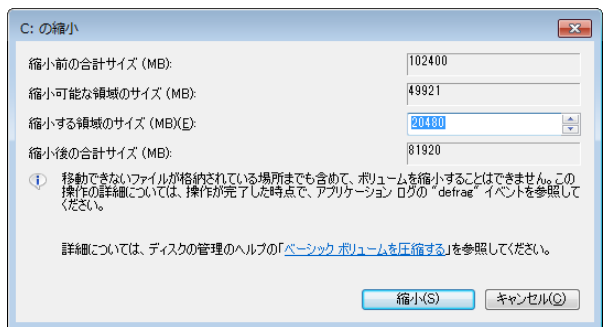 C: の縮小
縮小前の合計サイズ (MB): 102400
縮小可能な領域のサイズ (MB): 49921
縮小する領域のサイズ (MB)(E): 20480
縮小後の合計サイズ (MB): 81920
移動できないファイルが格納されている場所までも含めて、ボリュームを縮小することはできません。この
操作の詳細については、操作が完了した時点で、アプリケーション ログの "defrag" イベントを参照して
ください。
詳細については、ディスクの管理のヘルプの「ベーシック ボリュームを圧縮する」を参照してください。
縮小(S) キャンセル(C)